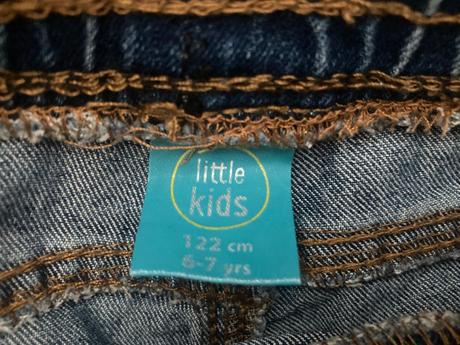 little
kids
122 cm
6-7 yrs